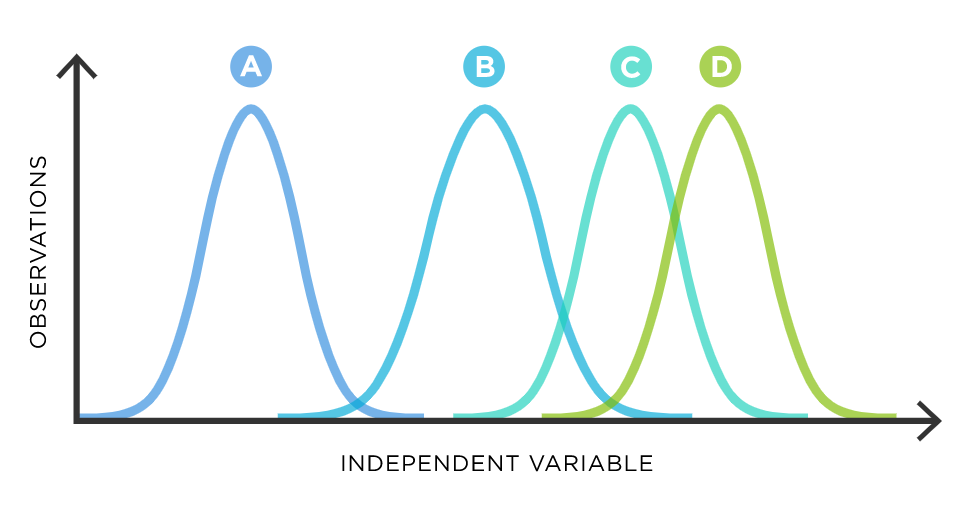 A
B
C
D
OBSERVATIONS
INDEPENDENT VARIABLE